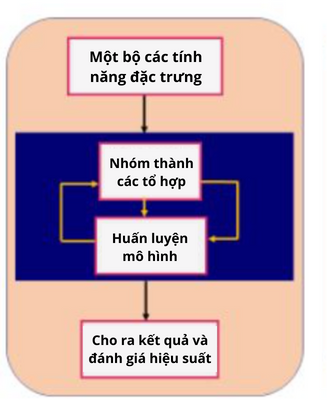 Một bộ các tính
năng đặc trưng
Nhóm thành
các tổ hợp
Huấn luyện
mô hình
Cho ra kết quả và
đánh giá hiệu suất